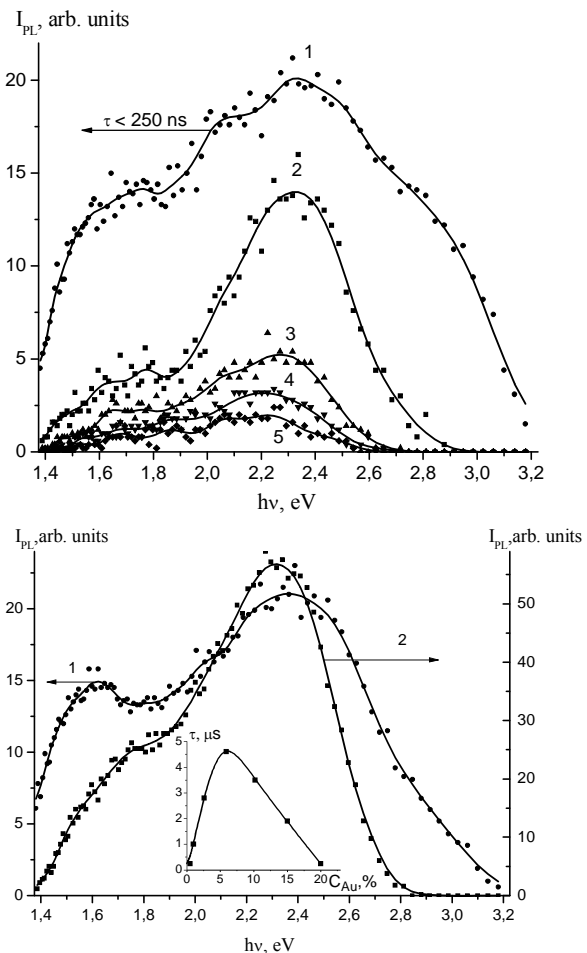 I_PL, arb. units
20
15
10
5
0
τ < 250 ns
1
2
3
4
5
1,4 1,6 1,8 2,0 2,2 2,4 2,6 2,8 3,0 3,2
hν, eV
I_PL,arb. units I_PL,arb. units
20
15
10
5
0
50
40
30
20
10
0
1
2
τ, μs
5
4
3
2
1
0
0 5 10 15 20
C_Au,%
1,4 1,6 1,8 2,0 2,2 2,4 2,6 2,8 3,0 3,2
hν, eV